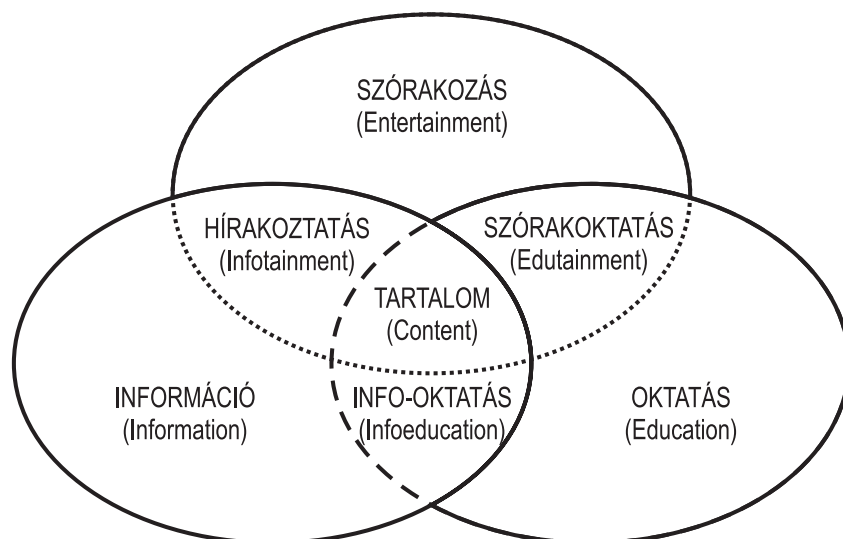 SZÓRAKOZÁS
(Entertainment)
HÍRAKOZTATÁS
(Infotainment)
SZÓRAKOKTATÁS
(Edutainment)
TARTALOM
(Content)
INFORMÁCIÓ
(Information)
INFO-OKTATÁS
(Infoeducation)
OKTATÁS
(Education)